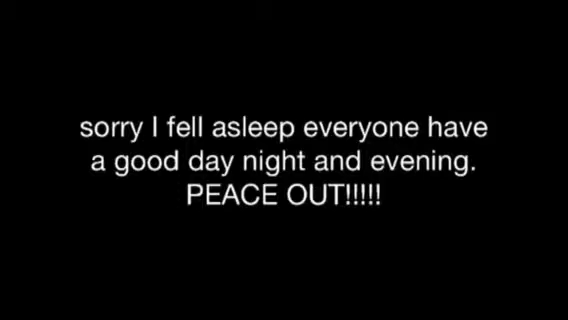 sorry I fell asleep everyone have
a good day night and evening.
PEACE OUT!!!!!